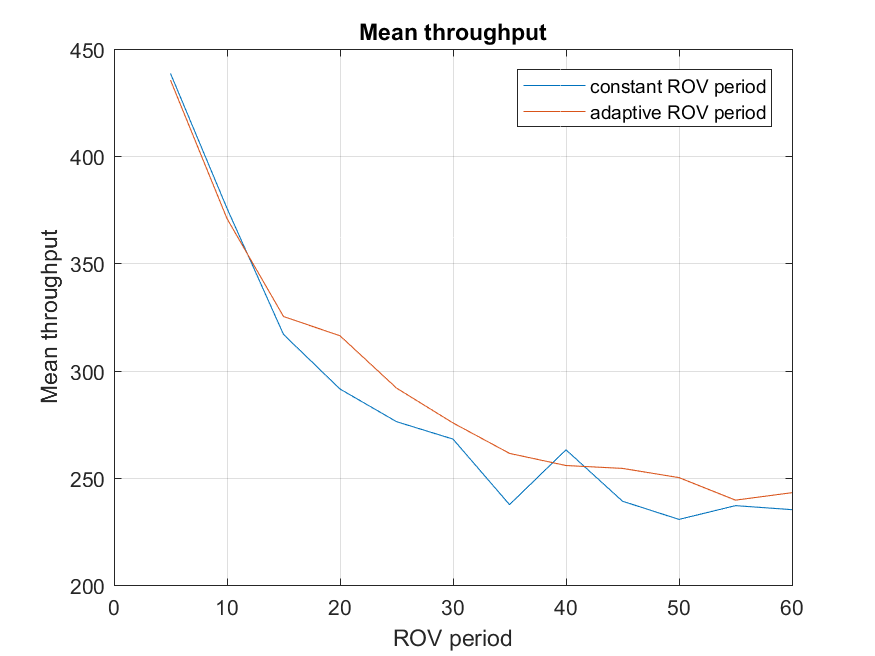 Mean throughput
constant ROV period
adaptive ROV period
450
400
350
300
250
200
Mean throughput
0 10 20 30 40 50 60
ROV period